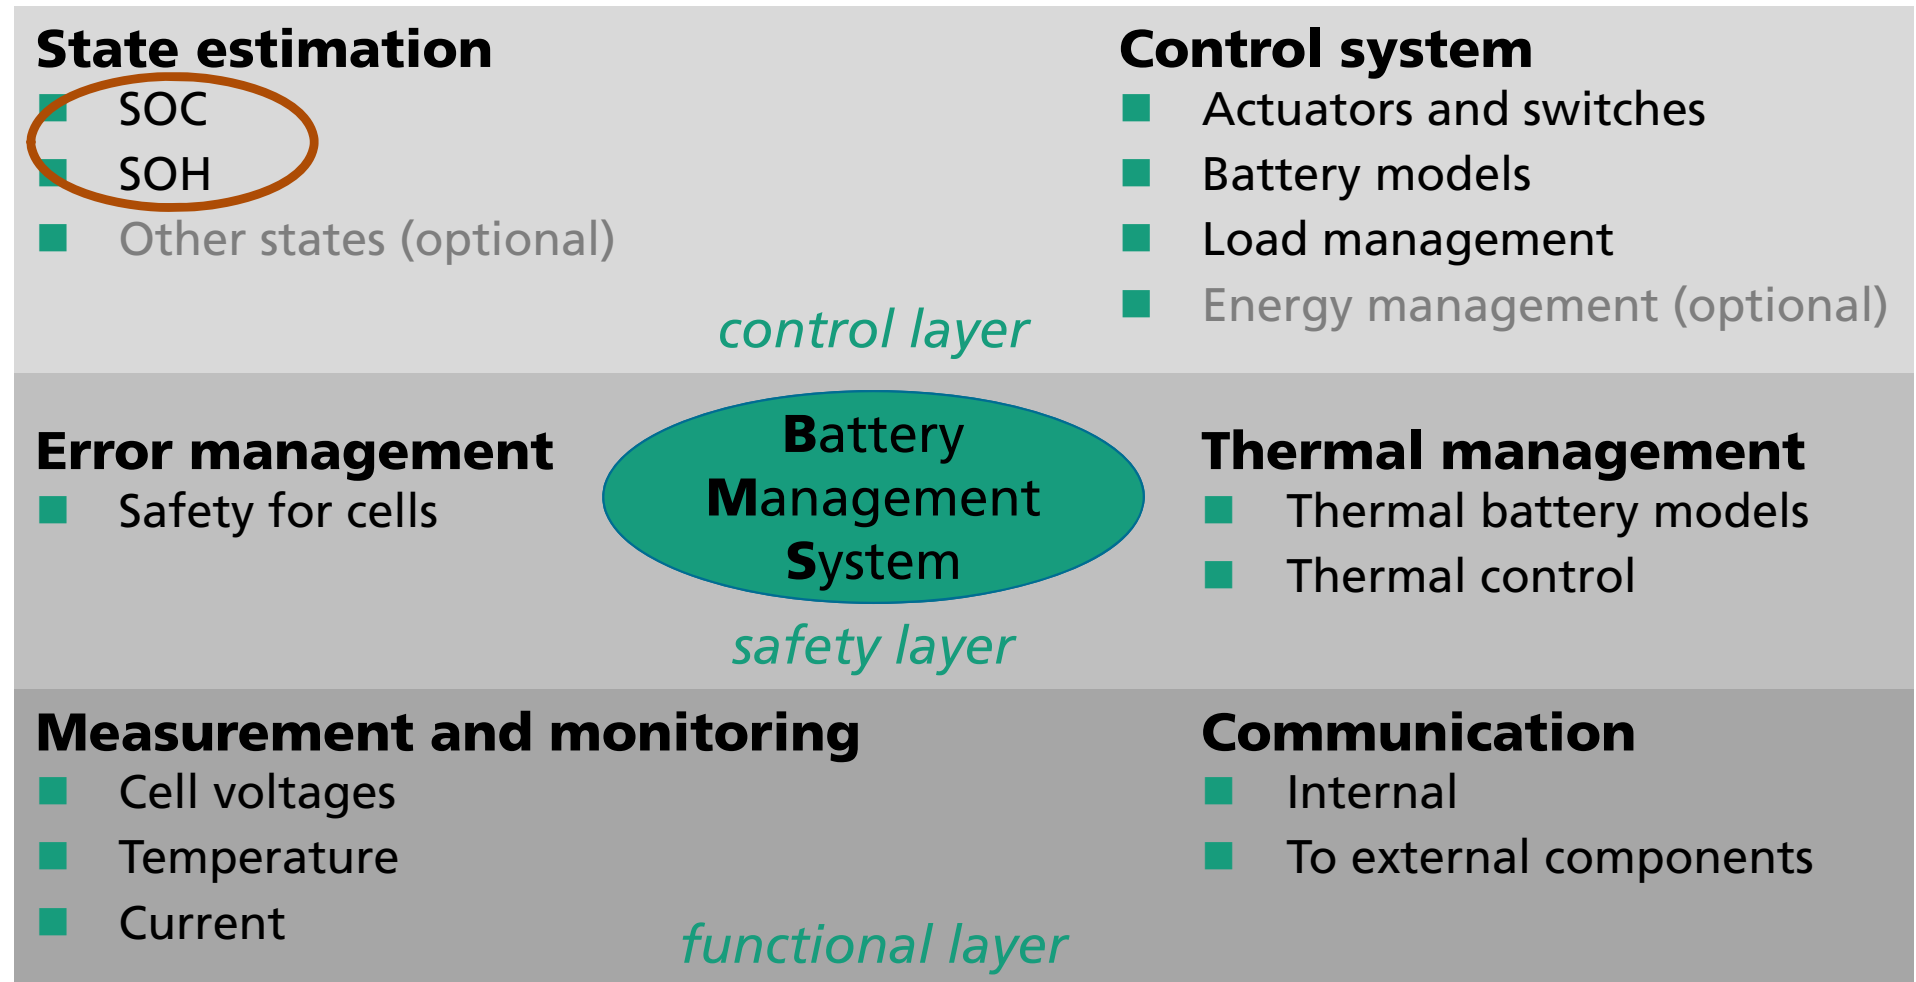 State estimation
SOC
SOH
Other states (optional)
Control system
Actuators and switches
Battery models
Load management
Energy management (optional)
control layer
Error management
Safety for cells
Battery
Management
System
Thermal management
Thermal battery models
Thermal control
safety layer
Measurement and monitoring
Cell voltages
Temperature
Current
Communication
Internal
To external components
functional layer